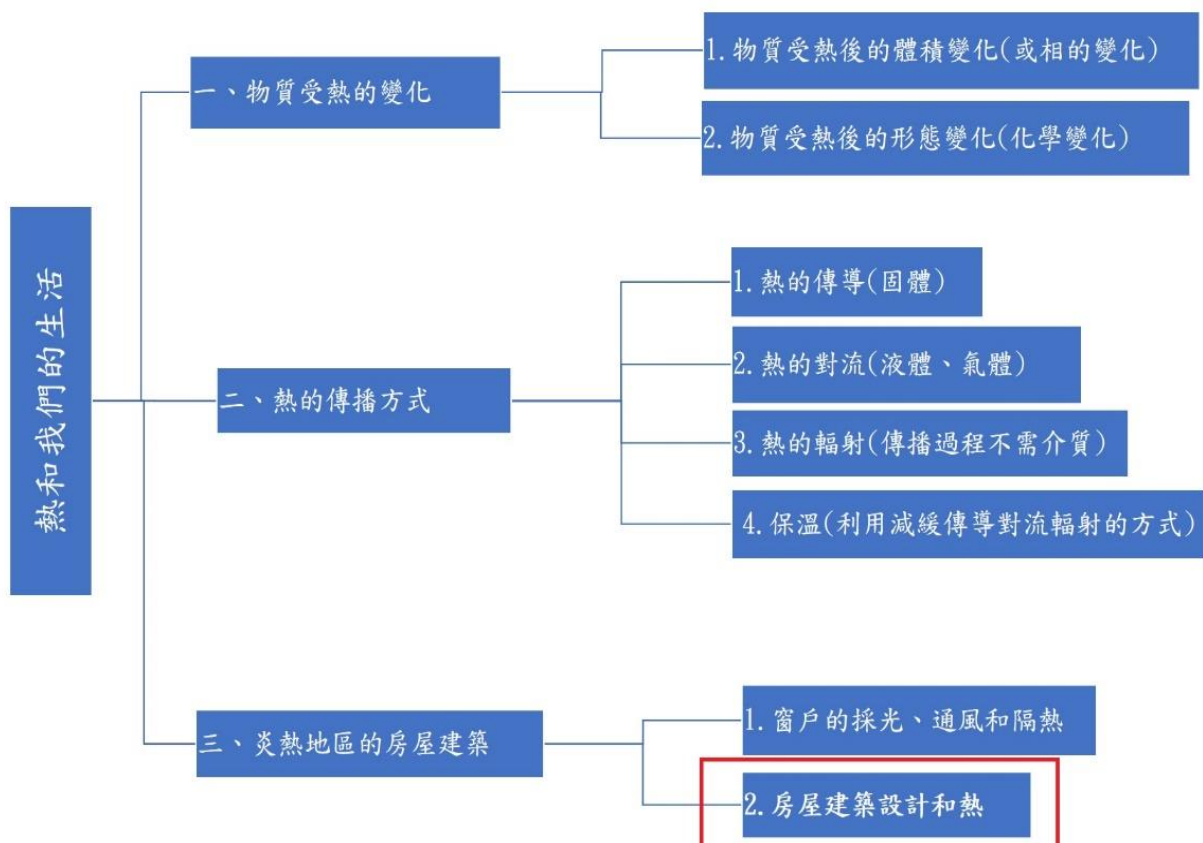 熱和我們的生活
一、物質受熱的變化
1.物質受熱後的體積變化(或相的變化)
2.物質受熱後的形態變化(化學變化)
二、熱的傳播方式
1.熱的傳導(固體)
2.熱的對流(液體、氣體)
3.熱的輻射(傳播過程不需介質)
4.保溫(利用減緩傳導對流輻射的方式)
三、炎熱地區的房屋建築
1.窗戶的採光、通風和隔熱
2.房屋建築設計和熱